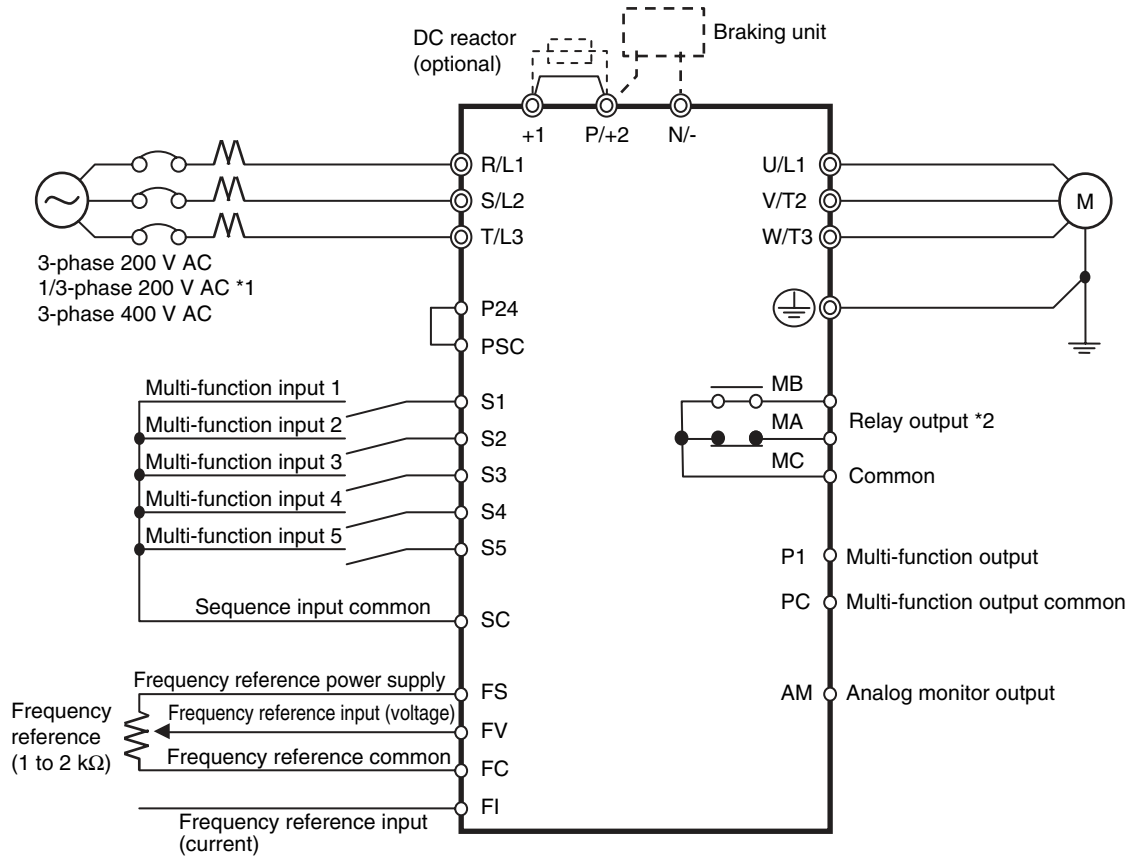 DC reactor
(optional)
Braking unit
+1
P/+2
N/-
R/L1
S/L2
T/L3
3-phase 200 V AC
1/3-phase 200 V AC *1
3-phase 400 V AC
U/L1
V/T2
W/T3
M
P24
PSC
Multi-function input 1
S1
Multi-function input 2
S2
Multi-function input 3
S3
Multi-function input 4
S4
Multi-function input 5
S5
Sequence input common
SC
MB
MA
Relay output *2
MC
Common
P1
Multi-function output
PC
Multi-function output common
AM
Analog monitor output
Frequency reference power supply
FS
Frequency
reference
(1 to 2 kΩ)
Frequency reference input (voltage)
FV
Frequency reference common
FC
FI
Frequency reference input
(current)